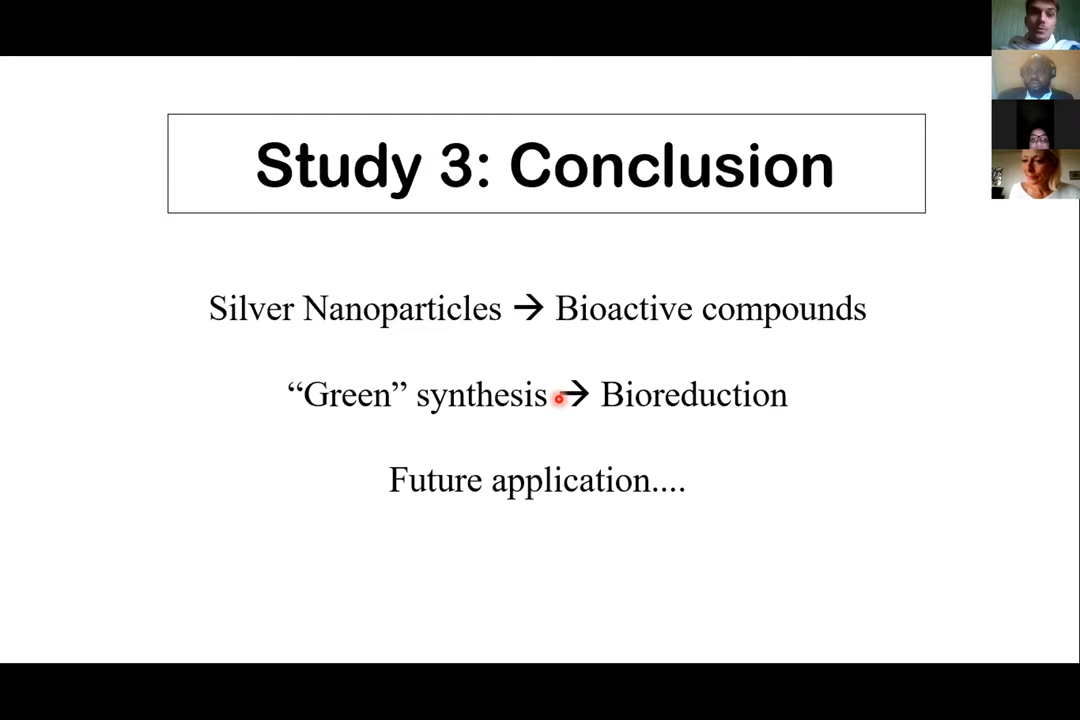 Study 3: Conclusion
Silver Nanoparticles → Bioactive compounds
“Green” synthesis → Bioreduction
Future application....